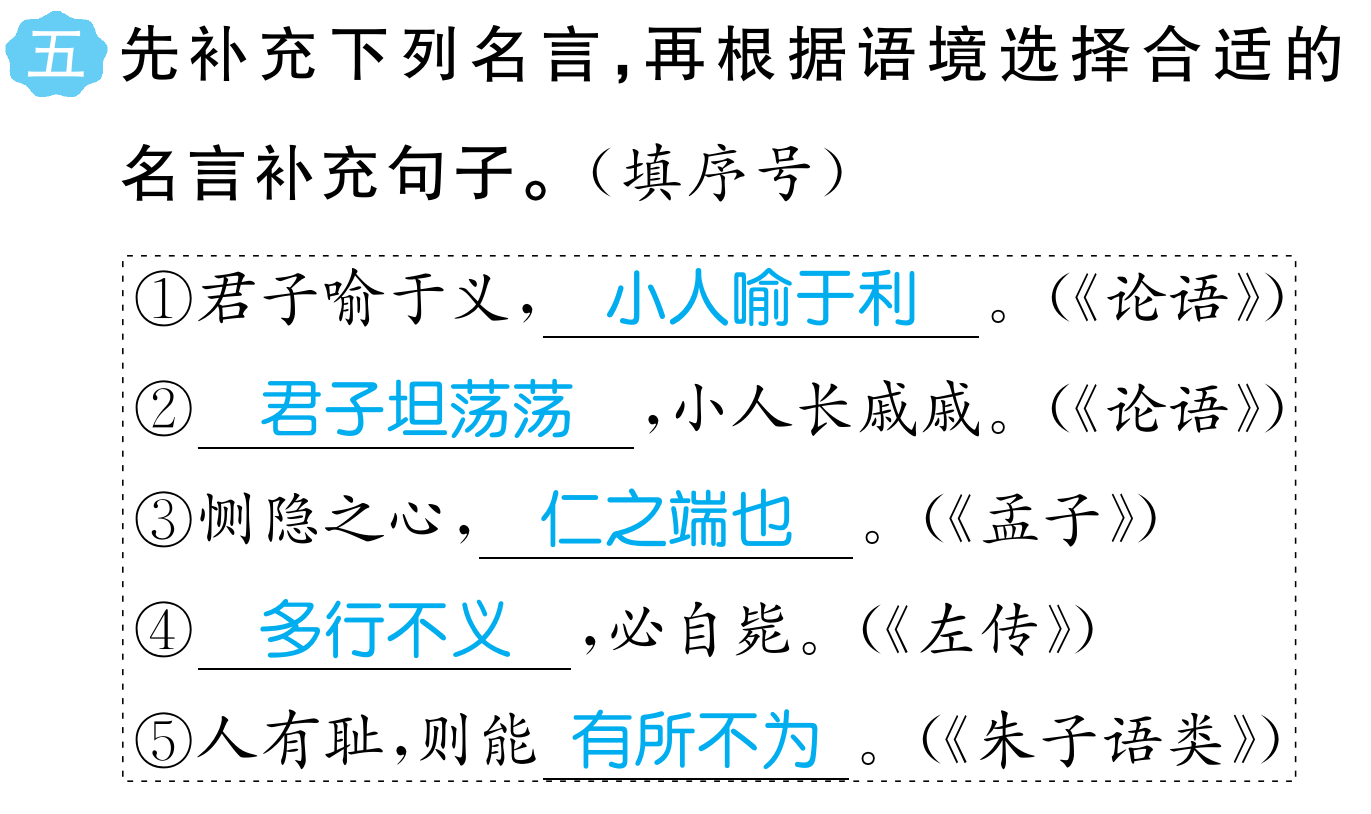 五 先补充下列名言,再根据语境选择合适的
名言补充句子。(填序号)
①君子喻于义,小人喻于利。(《论语》)
②君子坦荡荡,小人长戚戚。(《论语》)
③恻隐之心,仁之端也。(《孟子》)
④多行不义,必自毙。(《左传》)
⑤人有耻,则能有所不为。(《朱子语类》)